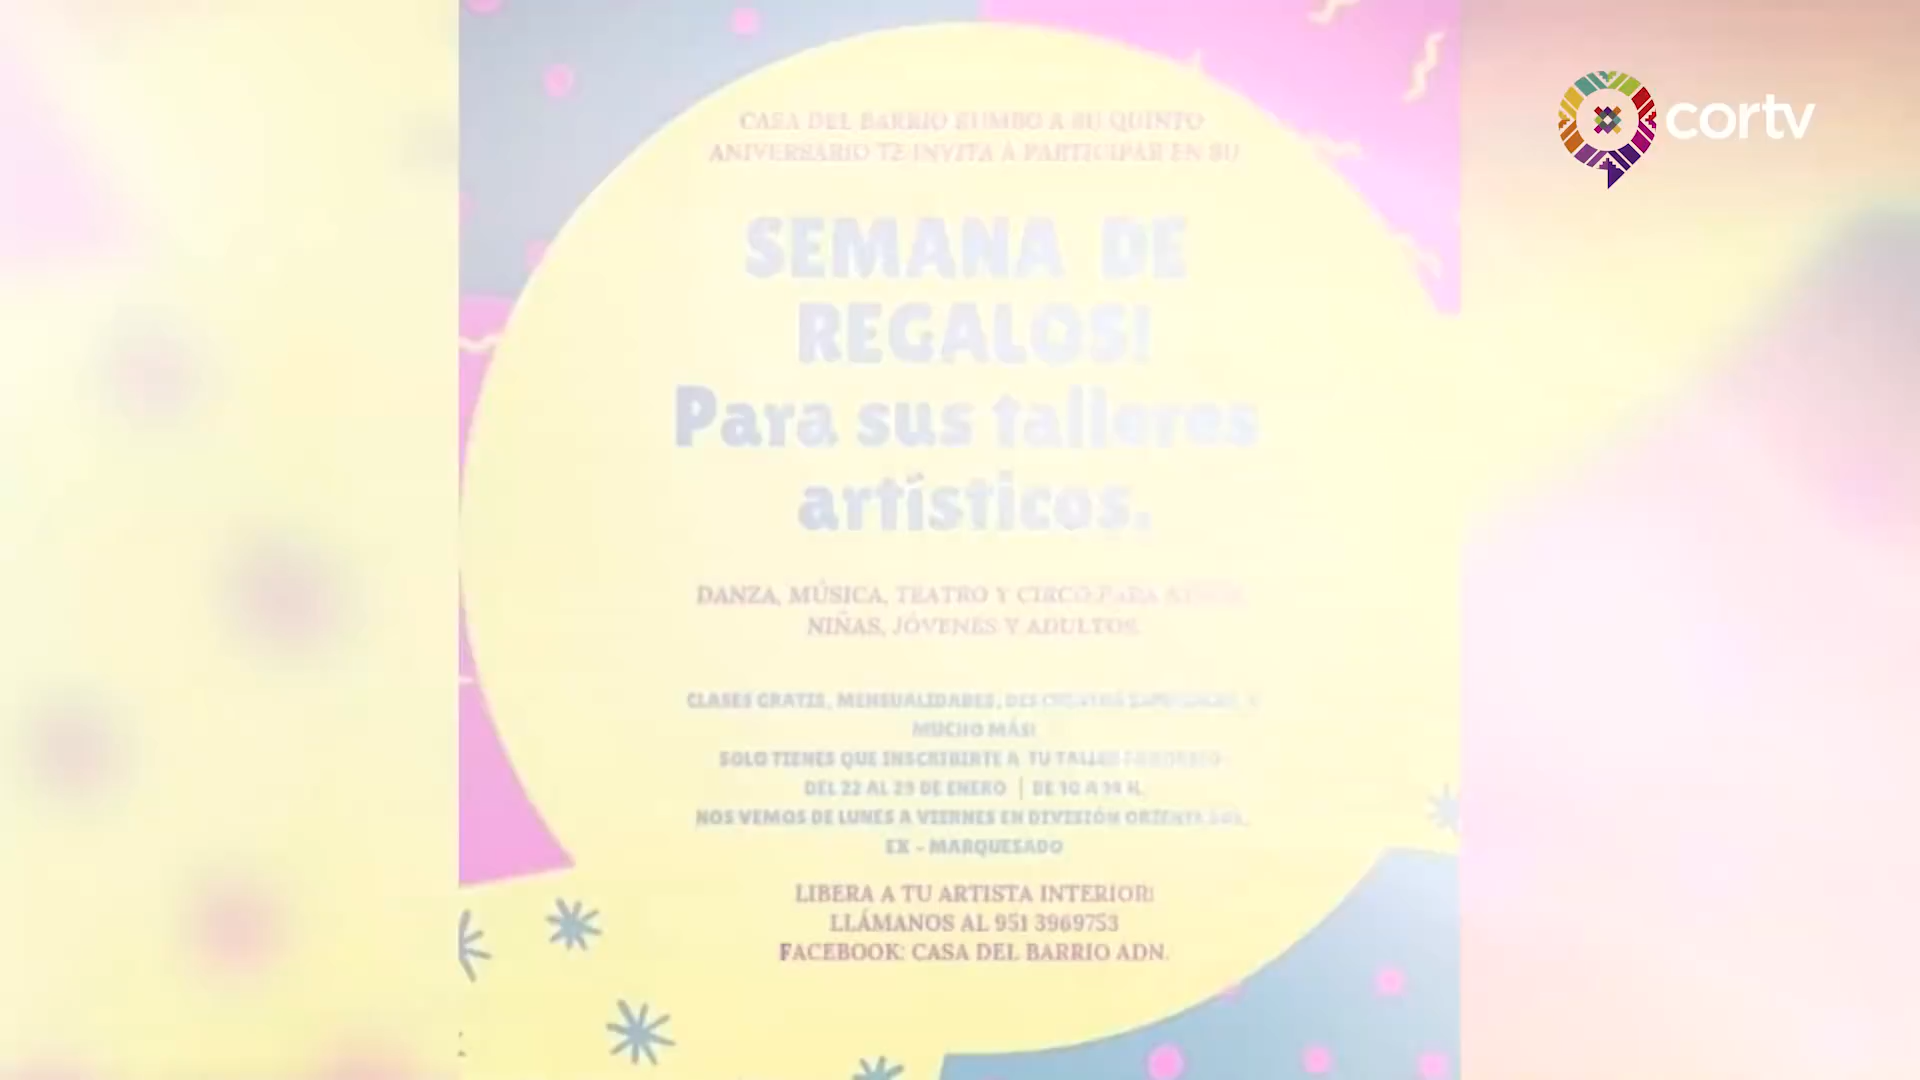 cortv
CASA DEL BARRIO RUMBO A SU QUINTO
ANIVERSARIO TE INVITA A PARTICIPAR EN SU
SEMANA DE
REGALOS!
Para sus talleres
artísticos.
DANZA, MÚSICA, TEATRO Y CIRCO PARA
NIÑAS, JÓVENES Y ADULTOS.
CLASES GRATIS, MENSUALIDADES,
MUCHO MÁS!
SOLO TIENES QUE INSCRIBIRTE A TU TALLER
DEL 22 AL 29 DE ENERO | DE 10 A
NOS VEMOS DE LUNES A VIERNES EN DIVISIÓN ORIENTE
EX - MARQUESADO
LIBERA A TU ARTISTA INTERIOR!
LLÁMANOS AL 951 3969753
FACEBOOK: CASA DEL BARRIO ADN.